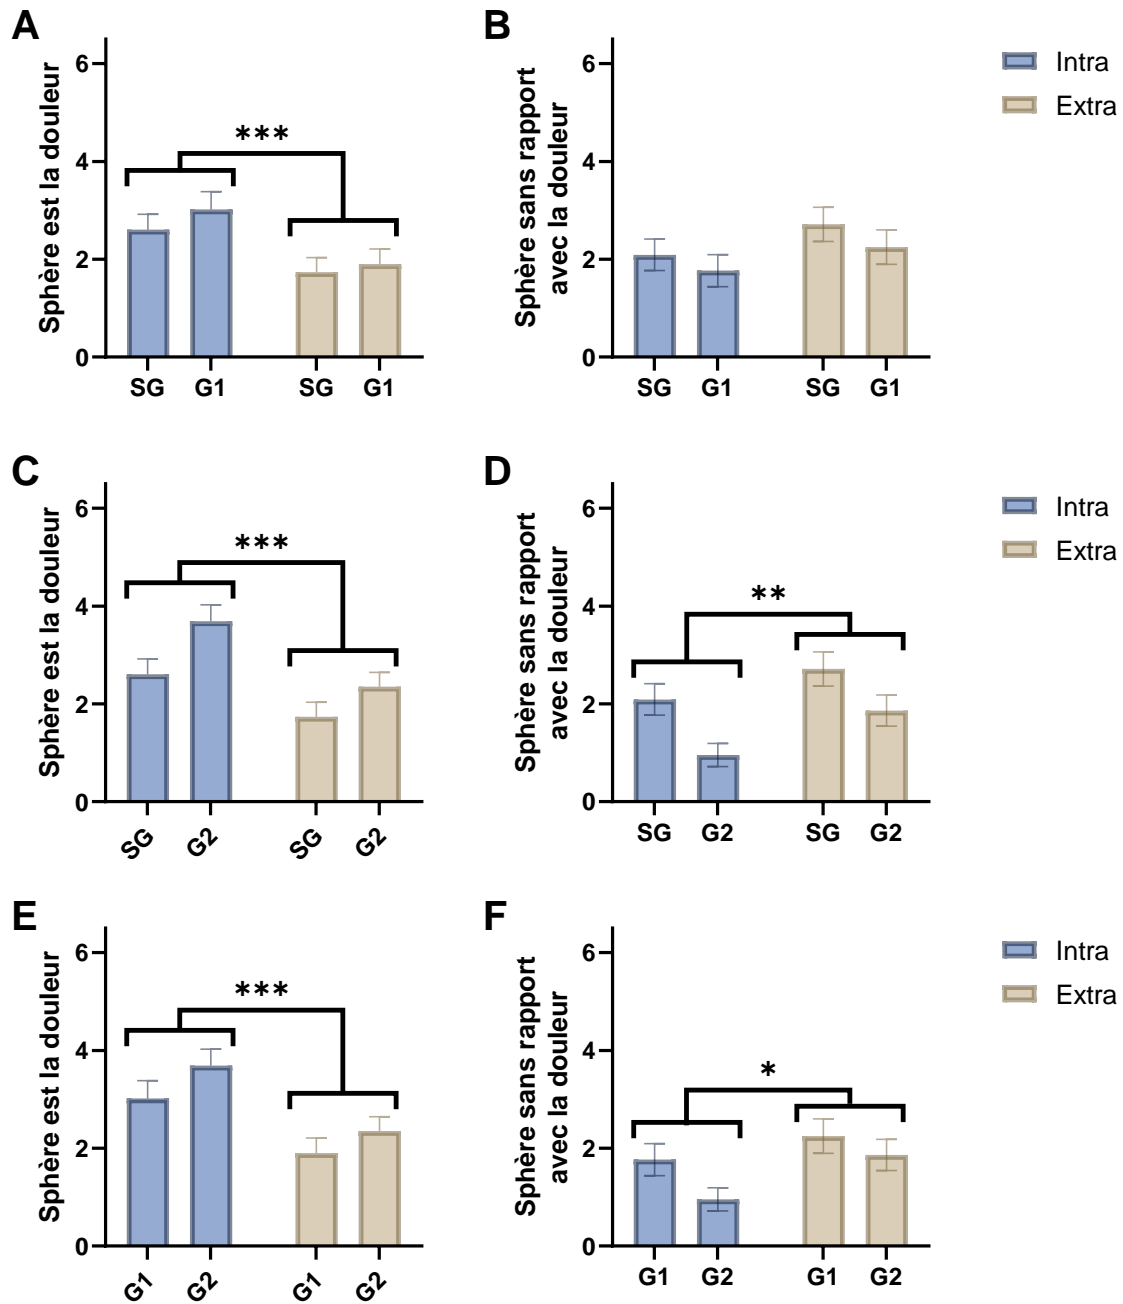 A
Sphère est la douleur
6
4
2
0
***
SG G1 SG G1
B
Sphère sans rapport
avec la douleur
6
4
2
0
SG G1 SG G1
Intra
Extra
C
Sphère est la douleur
6
4
2
0
***
SG G2 SG G2
D
Sphère sans rapport
avec la douleur
6
4
2
0
**
SG G2 SG G2
Intra
Extra
E
Sphère est la douleur
6
4
2
0
***
G1 G2 G1 G2
F
Sphère sans rapport
avec la douleur
6
4
2
0
*
G1 G2 G1 G2
Intra
Extra